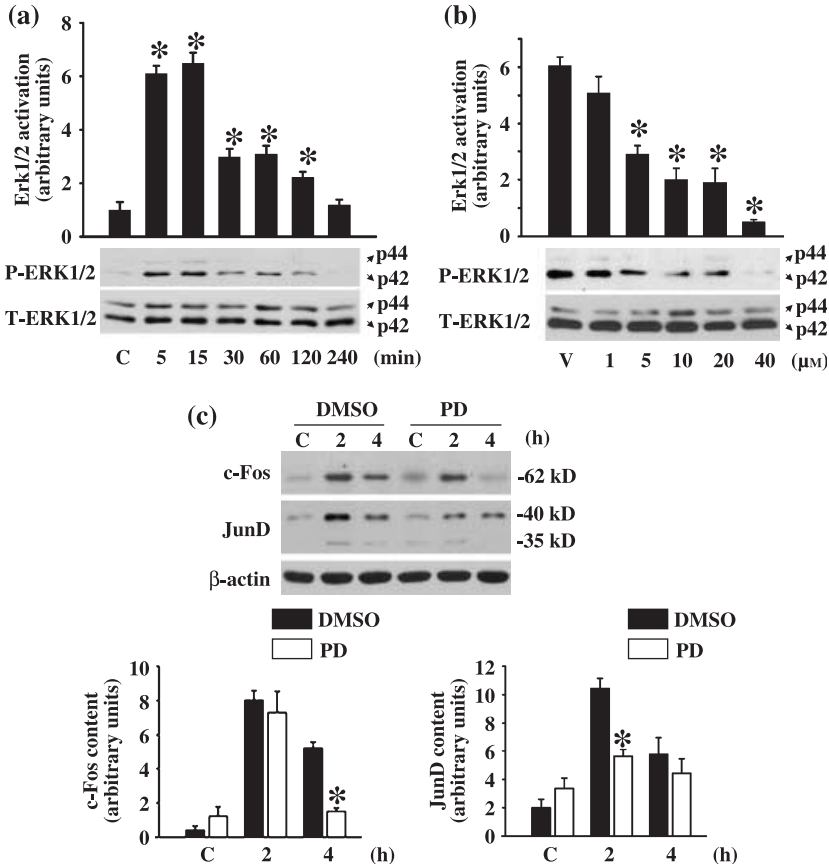 (a)
8
6
4
2
0
Erk1/2 activation
(arbitrary units)
* * * * *
P-ERK1/2
p44
p42
T-ERK1/2
p44
p42
C 5 15 30 60 120 240 (min)
(b)
8
6
4
2
0
Erk1/2 activation
(arbitrary units)
* * * *
P-ERK1/2
p44
p42
T-ERK1/2
p44
p42
V 1 5 10 20 40 (μM)
(c)
DMSO PD
C 2 4 C 2 4 (h)
c-Fos
-62 kD
JunD
-40 kD
-35 kD
β-actin
DMSO
PD
10
8
6
4
2
0
c-Fos content
(arbitrary units)
*
C 2 4 (h)
DMSO
PD
12
10
8
6
4
2
0
JunD content
(arbitrary units)
*
C 2 4 (h)